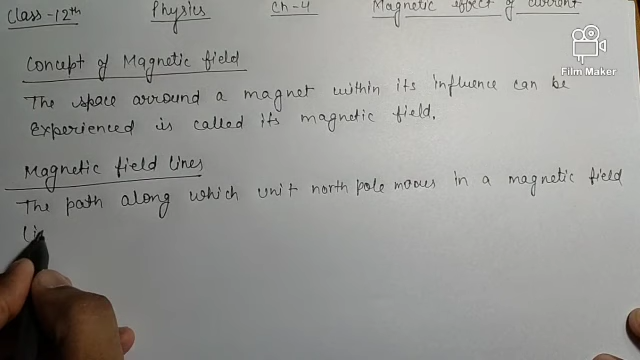 Class-12th Physics Ch-4 Magnetic effect of current
Film Maker
Concept of Magnetic field
The space arround a magnet within its influence can be
Experienced is called its magnetic field.
Magnetic field lines
The path along which unit north pole moves in a magnetic field
li